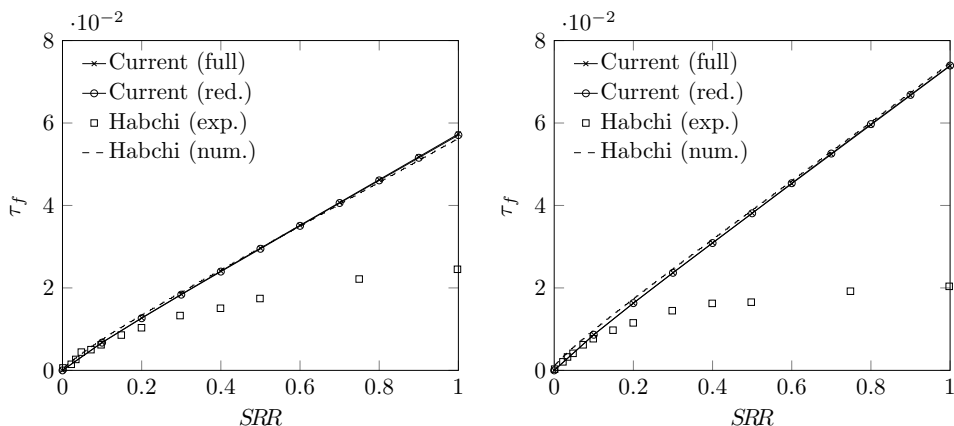 ·10⁻²
8
6
4
2
0
τf
Current (full)
Current (red.)
Habchi (exp.)
Habchi (num.)
0 0.2 0.4 0.6 0.8 1
SRR
·10⁻²
8
6
4
2
0
τf
Current (full)
Current (red.)
Habchi (exp.)
Habchi (num.)
0 0.2 0.4 0.6 0.8 1
SRR